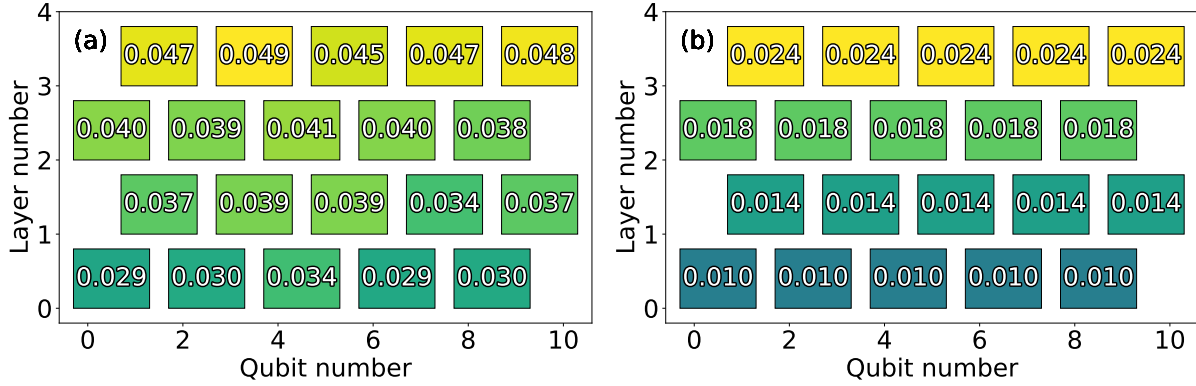 (a)
Layer number
4
3
2
1
0
0.047 0.049 0.045 0.047 0.048
0.040 0.039 0.041 0.040 0.038
0.037 0.039 0.039 0.034 0.037
0.029 0.030 0.034 0.029 0.030
0 2 4 6 8 10
Qubit number
(b)
Layer number
4
3
2
1
0
0.024 0.024 0.024 0.024 0.024
0.018 0.018 0.018 0.018 0.018
0.014 0.014 0.014 0.014 0.014
0.010 0.010 0.010 0.010 0.010
0 2 4 6 8 10
Qubit number